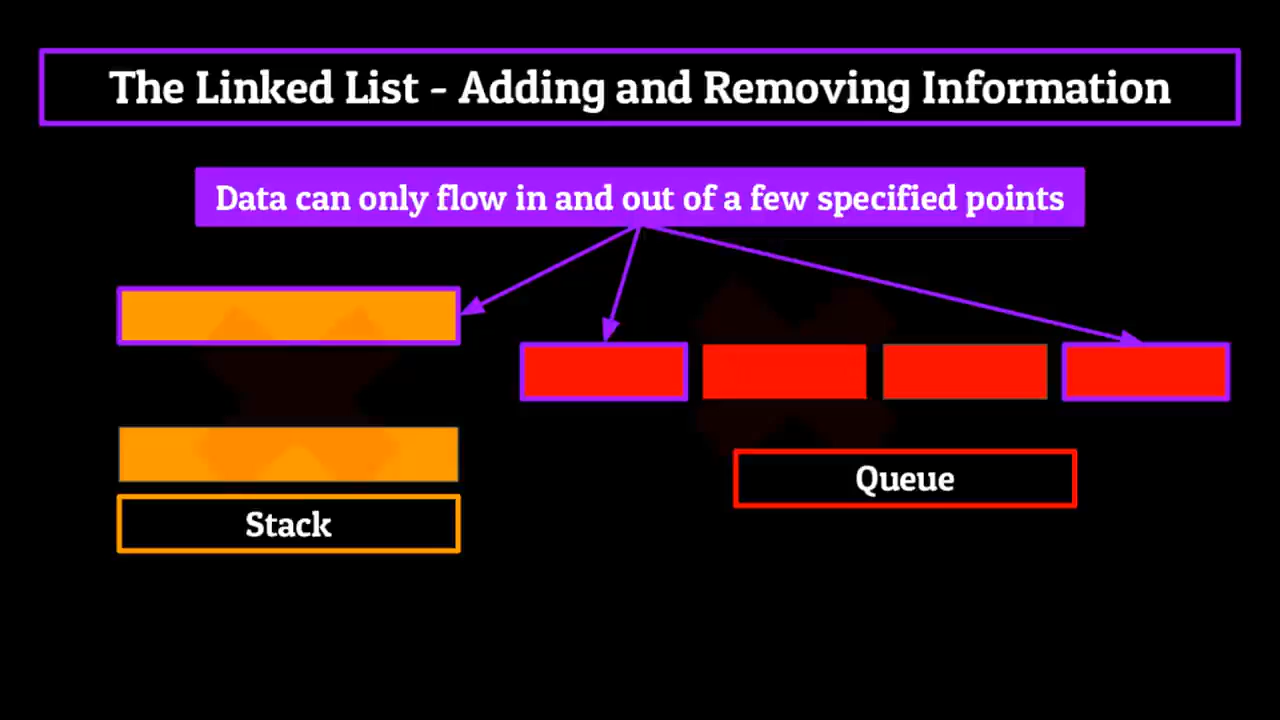 The Linked List - Adding and Removing Information
Data can only flow in and out of a few specified points
Queue
Stack